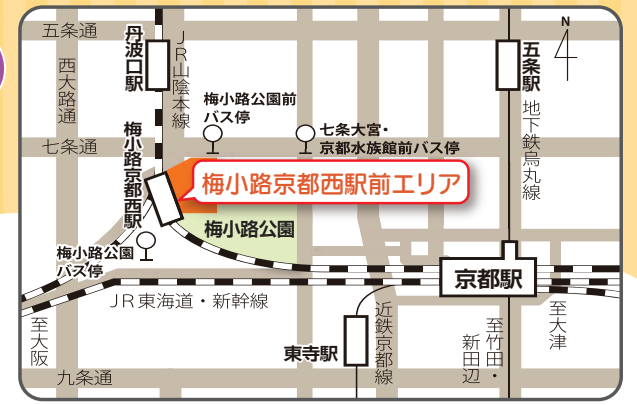 五条通
西大路通
丹波口駅
JR山陰本線
N
五条駅
地下鉄烏丸線
梅小路公園前
バス停
七条大宮・
京都水族館前バス停
七条通
梅小路京都西駅
梅小路京都西駅前エリア
梅小路公園
梅小路公園
バス停
京都駅
JR東海道・新幹線
至大阪
東寺駅
近鉄京都線
至竹田・
新田辺
至大津
九条通